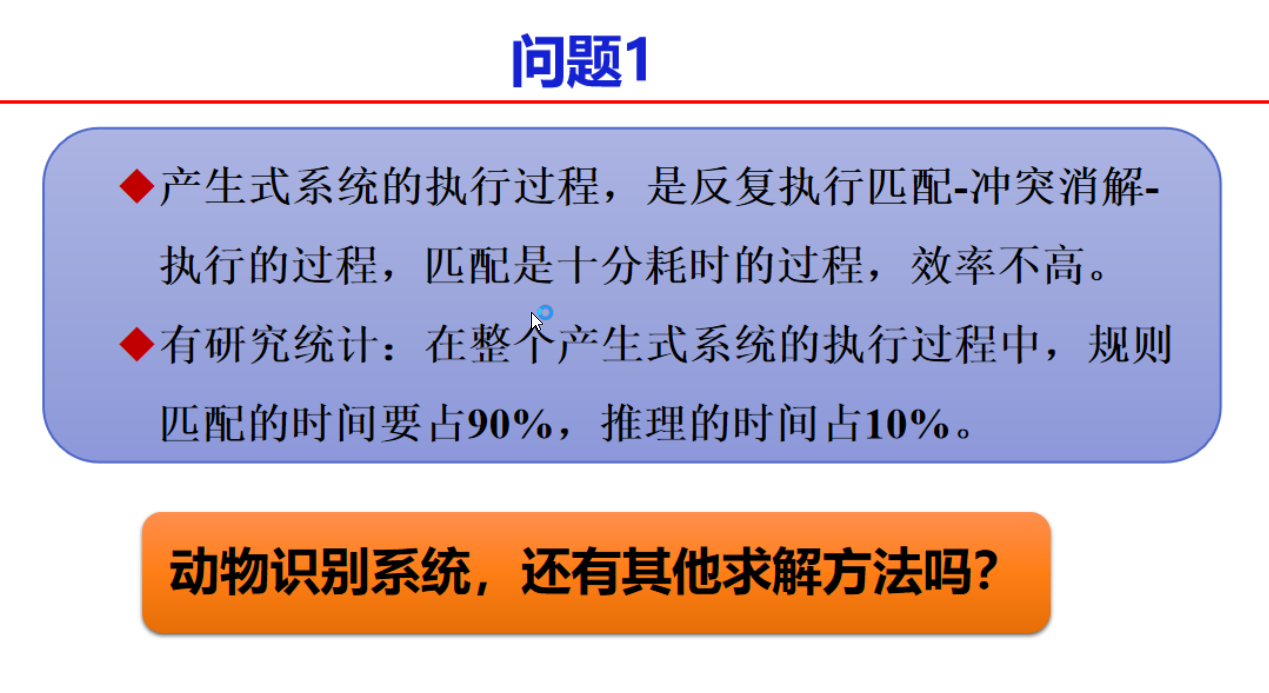 问题1
◆产生式系统的执行过程，是反复执行匹配-冲突消解-
执行的过程，匹配是十分耗时的过程，效率不高。
◆有研究统计：在整个产生式系统的执行过程中，规则
匹配的时间要占90%，推理的时间占10%。
动物识别系统，还有其他求解方法吗？